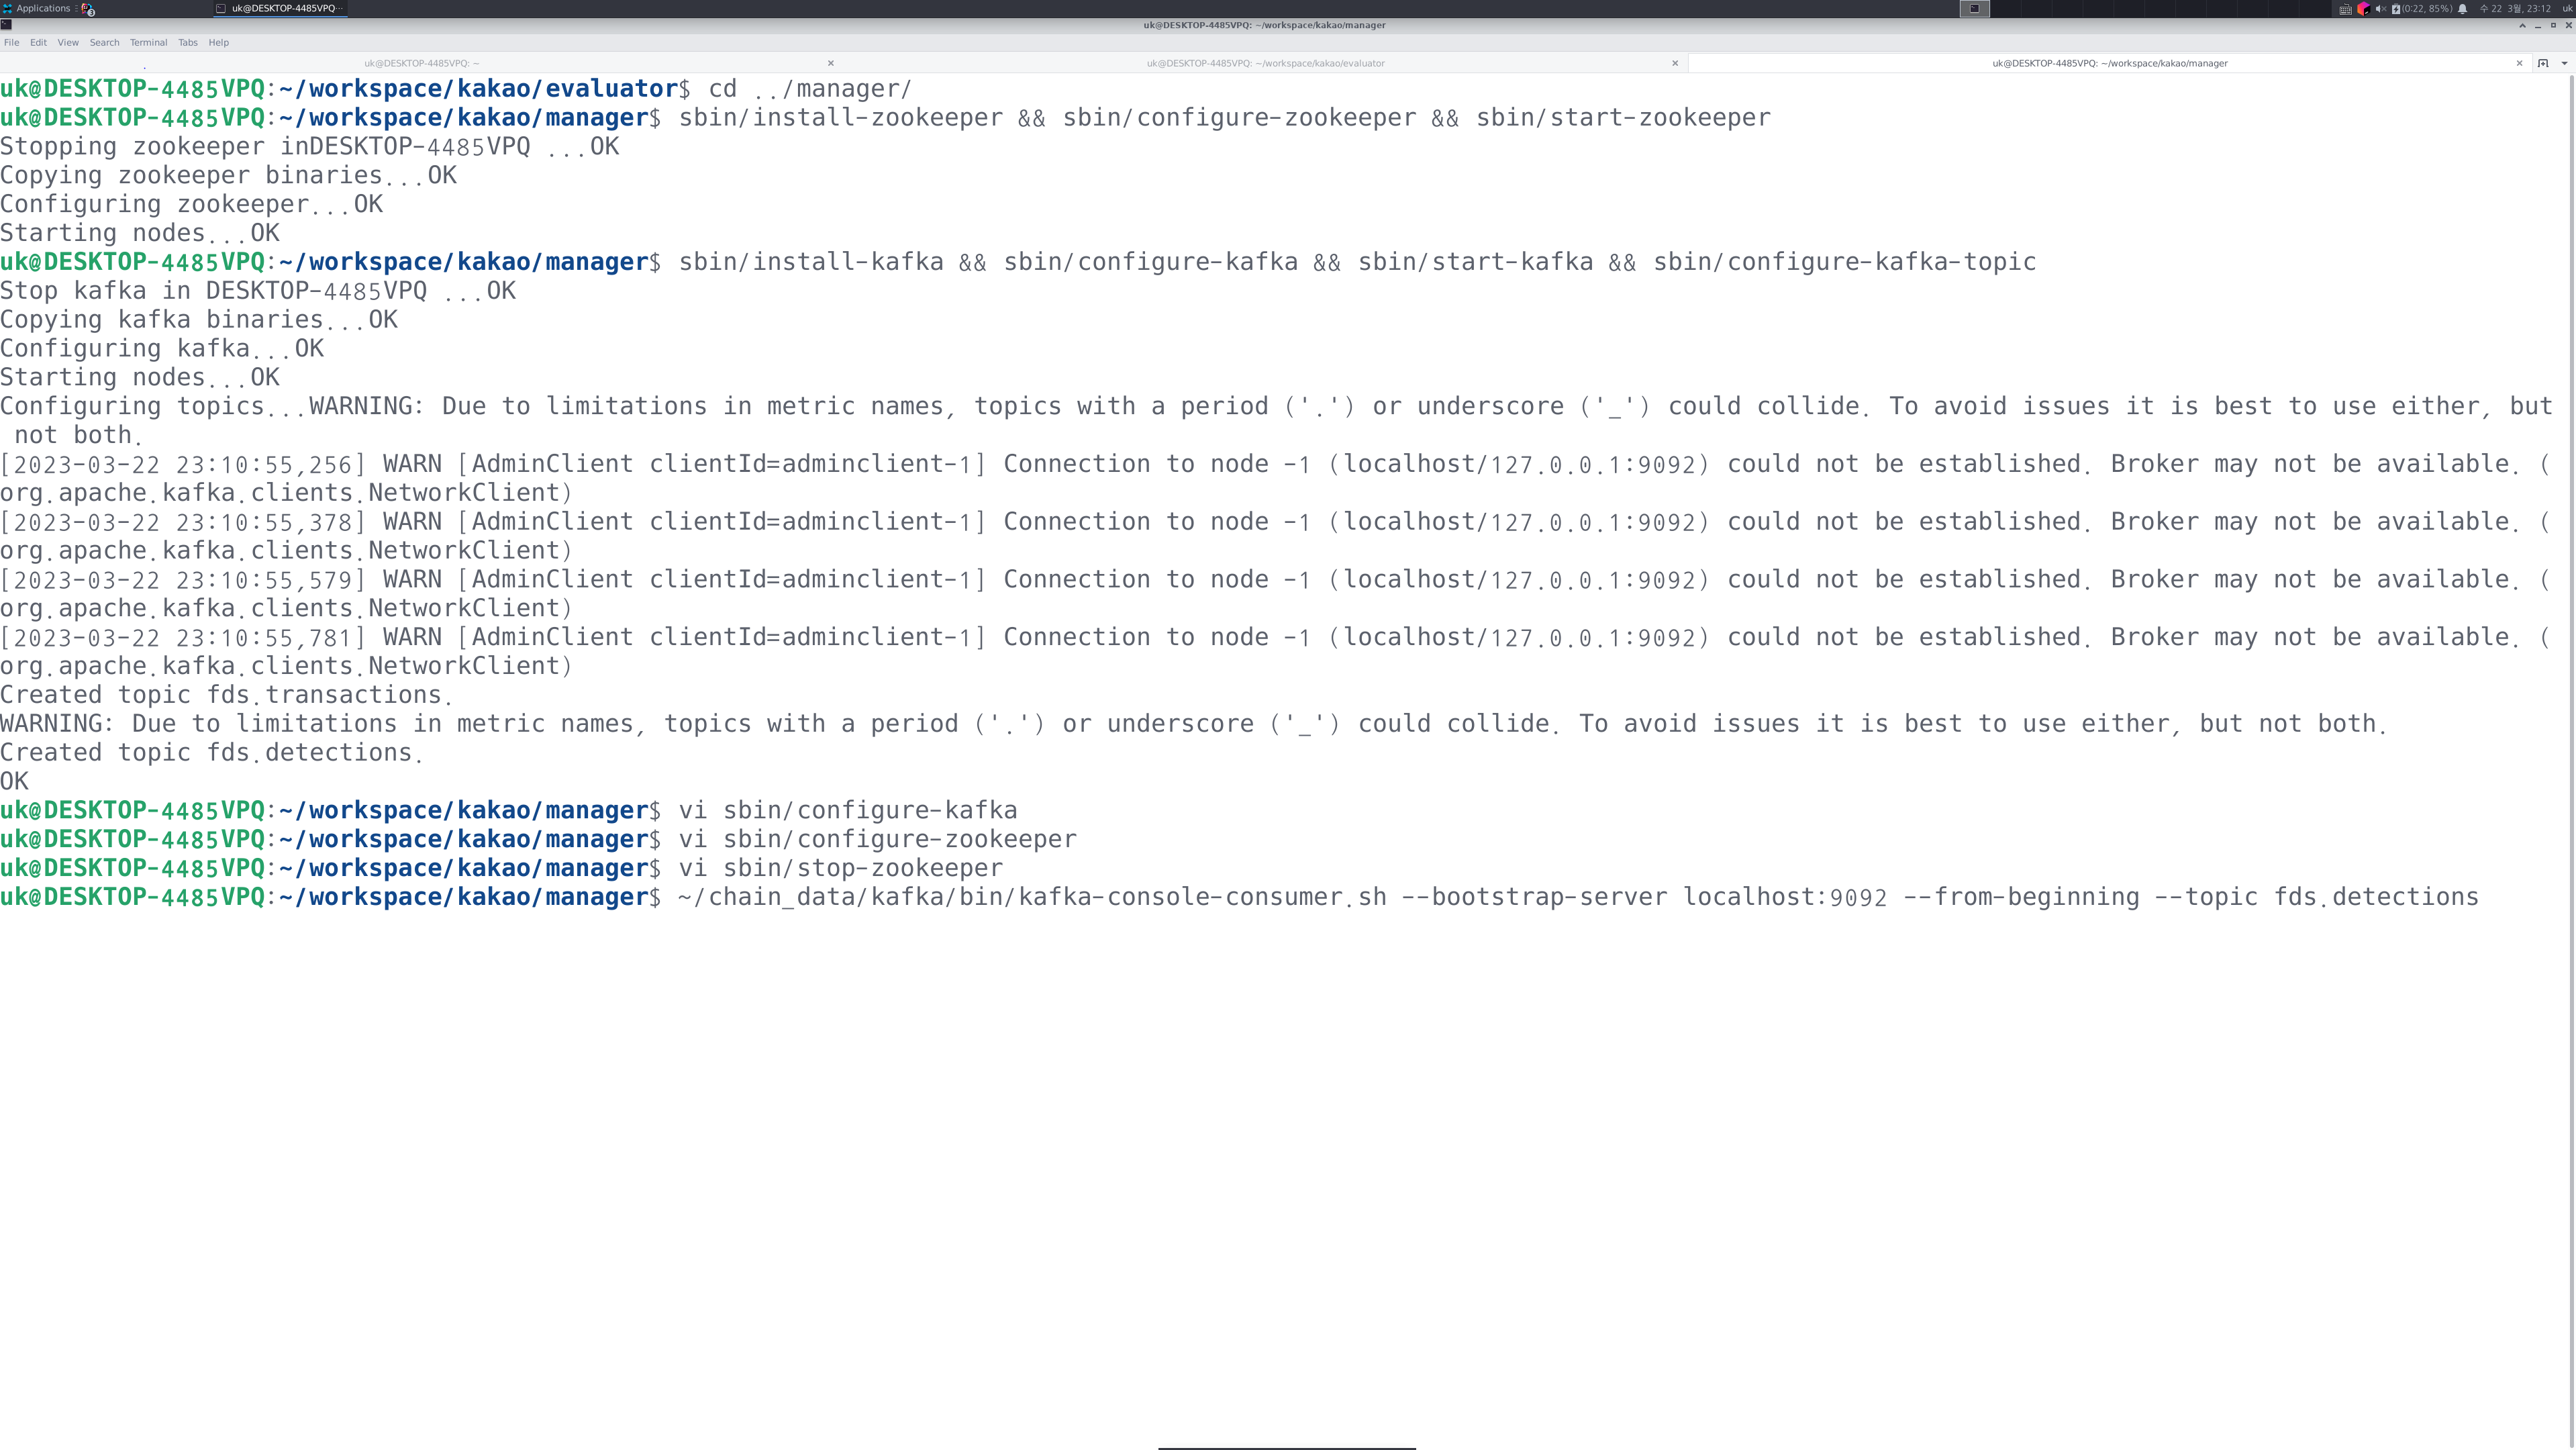 Applications
3
uk@DESKTOP-4485VPQ:...
(0:22, 85%)
수 22 3월, 23:12
uk
uk@DESKTOP-4485VPQ: ~/workspace/kakao/manager
File Edit View Search Terminal Tabs Help
uk@DESKTOP-4485VPQ: ~
uk@DESKTOP-4485VPQ: ~/workspace/kakao/evaluator
uk@DESKTOP-4485VPQ: ~/workspace/kakao/manager
uk@DESKTOP-4485VPQ:~/workspace/kakao/evaluator$ cd ../manager/
uk@DESKTOP-4485VPQ:~/workspace/kakao/manager$ sbin/install-zookeeper && sbin/configure-zookeeper && sbin/start-zookeeper
Stopping zookeeper inDESKTOP-4485VPQ ...OK
Copying zookeeper binaries...OK
Configuring zookeeper...OK
Starting nodes...OK
uk@DESKTOP-4485VPQ:~/workspace/kakao/manager$ sbin/install-kafka && sbin/configure-kafka && sbin/start-kafka && sbin/configure-kafka-topic
Stop kafka in DESKTOP-4485VPQ ...OK
Copying kafka binaries...OK
Configuring kafka...OK
Starting nodes...OK
Configuring topics...WARNING: Due to limitations in metric names, topics with a period ('.') or underscore ('_') could collide. To avoid issues it is best to use either, but
not both.
[2023-03-22 23:10:55,256] WARN [AdminClient clientId=adminclient-1] Connection to node -1 (localhost/127.0.0.1:9092) could not be established. Broker may not be available. (
org.apache.kafka.clients.NetworkClient)
[2023-03-22 23:10:55,378] WARN [AdminClient clientId=adminclient-1] Connection to node -1 (localhost/127.0.0.1:9092) could not be established. Broker may not be available. (
org.apache.kafka.clients.NetworkClient)
[2023-03-22 23:10:55,579] WARN [AdminClient clientId=adminclient-1] Connection to node -1 (localhost/127.0.0.1:9092) could not be established. Broker may not be available. (
org.apache.kafka.clients.NetworkClient)
[2023-03-22 23:10:55,781] WARN [AdminClient clientId=adminclient-1] Connection to node -1 (localhost/127.0.0.1:9092) could not be established. Broker may not be available. (
org.apache.kafka.clients.NetworkClient)
Created topic fds.transactions.
WARNING: Due to limitations in metric names, topics with a period ('.') or underscore ('_') could collide. To avoid issues it is best to use either, but not both.
Created topic fds.detections.
OK
uk@DESKTOP-4485VPQ:~/workspace/kakao/manager$ vi sbin/configure-kafka
uk@DESKTOP-4485VPQ:~/workspace/kakao/manager$ vi sbin/configure-zookeeper
uk@DESKTOP-4485VPQ:~/workspace/kakao/manager$ vi sbin/stop-zookeeper
uk@DESKTOP-4485VPQ:~/workspace/kakao/manager$ ~/chain_data/kafka/bin/kafka-console-consumer.sh --bootstrap-server localhost:9092 --from-beginning --topic fds.detections